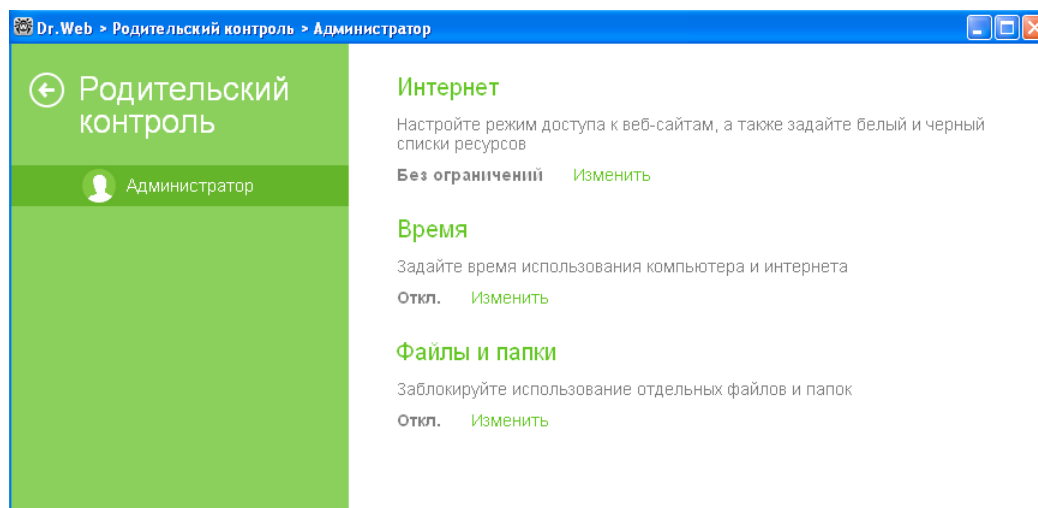 Dr.Web > Родительский контроль > Администратор
Родительский
контроль
Администратор
Интернет
Настройте режим доступа к веб-сайтам, а также задайте белый и черный
списки ресурсов
Без ограничений Изменить
Время
Задайте время использования компьютера и интернета
Откл. Изменить
Файлы и папки
Заблокируйте использование отдельных файлов и папок
Откл. Изменить